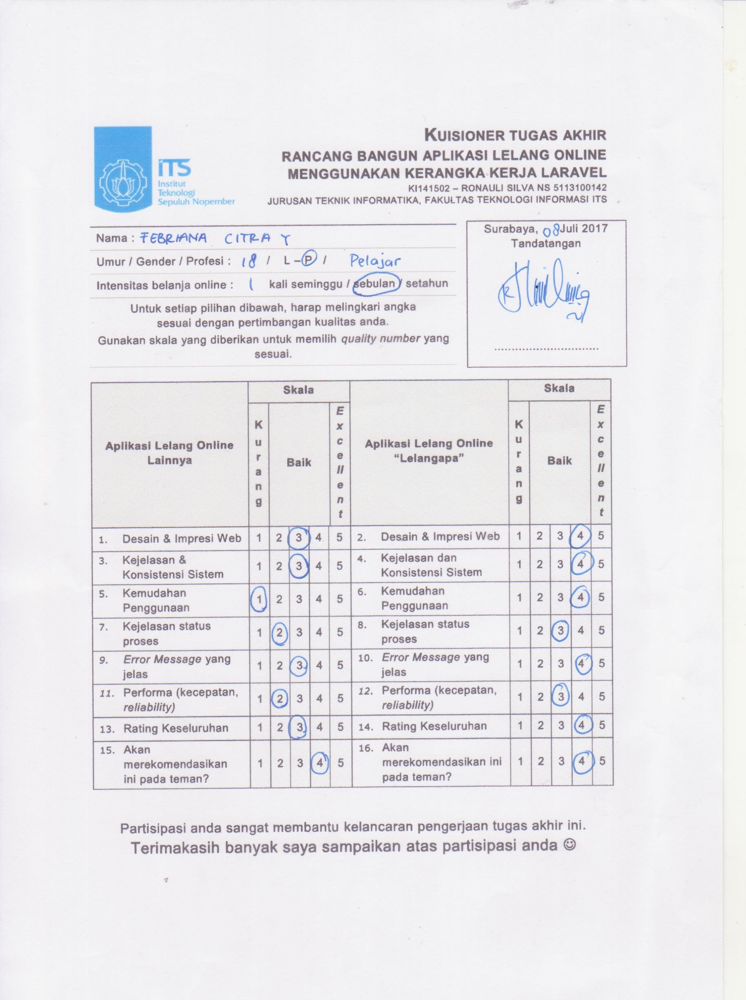 ITS
Institut
Teknologi
Sepuluh Nopember
KUISIONER TUGAS AKHIR
RANCANG BANGUN APLIKASI LELANG ONLINE
MENGGUNAKAN KERANGKA KERJA LARAVEL
KI141502 – RONAULI SILVA NS 5113100142
JURUSAN TEKNIK INFORMATIKA, FAKULTAS TEKNOLOGI INFORMASI ITS
Nama : FEBRIANA CITRA Y
Umur / Gender / Profesi : 18 / L – P / Pelajar
Intensitas belanja online : 1 kali seminggu / sebulan / setahun
Untuk setiap pilihan dibawah, harap melingkari angka
sesuai dengan pertimbangan kualitas anda.
Gunakan skala yang diberikan untuk memilih quality number yang
sesuai.
Surabaya, 08 Juli 2017
Tandatangan
Aplikasi Lelang Online
Lainnya
Skala
Kurang
Baik
Excellent
Aplikasi Lelang Online
“Lelangapa”
Skala
Kurang
Baik
Excellent
1. Desain & Impresi Web 1 2 3 4 5
2. Desain & Impresi Web 1 2 3 4 5
3. Kejelasan &
Konsistensi Sistem 1 2 3 4 5
4. Kejelasan dan
Konsistensi Sistem 1 2 3 4 5
5. Kemudahan
Penggunaan 1 2 3 4 5
6. Kemudahan
Penggunaan 1 2 3 4 5
7. Kejelasan status
proses 1 2 3 4 5
8. Kejelasan status
proses 1 2 3 4 5
9. Error Message yang
jelas 1 2 3 4 5
10. Error Message yang
jelas 1 2 3 4 5
11. Performa (kecepatan,
reliability) 1 2 3 4 5
12. Performa (kecepatan,
reliability) 1 2 3 4 5
13. Rating Keseluruhan 1 2 3 4 5
14. Rating Keseluruhan 1 2 3 4 5
15. Akan
merekomendasikan 1 2 3 4 5
ini pada teman?
16. Akan
merekomendasikan ini 1 2 3 4 5
pada teman?
Partisipasi anda sangat membantu kelancaran pengerjaan tugas akhir ini.
Terimakasih banyak saya sampaikan atas partisipasi anda ☺